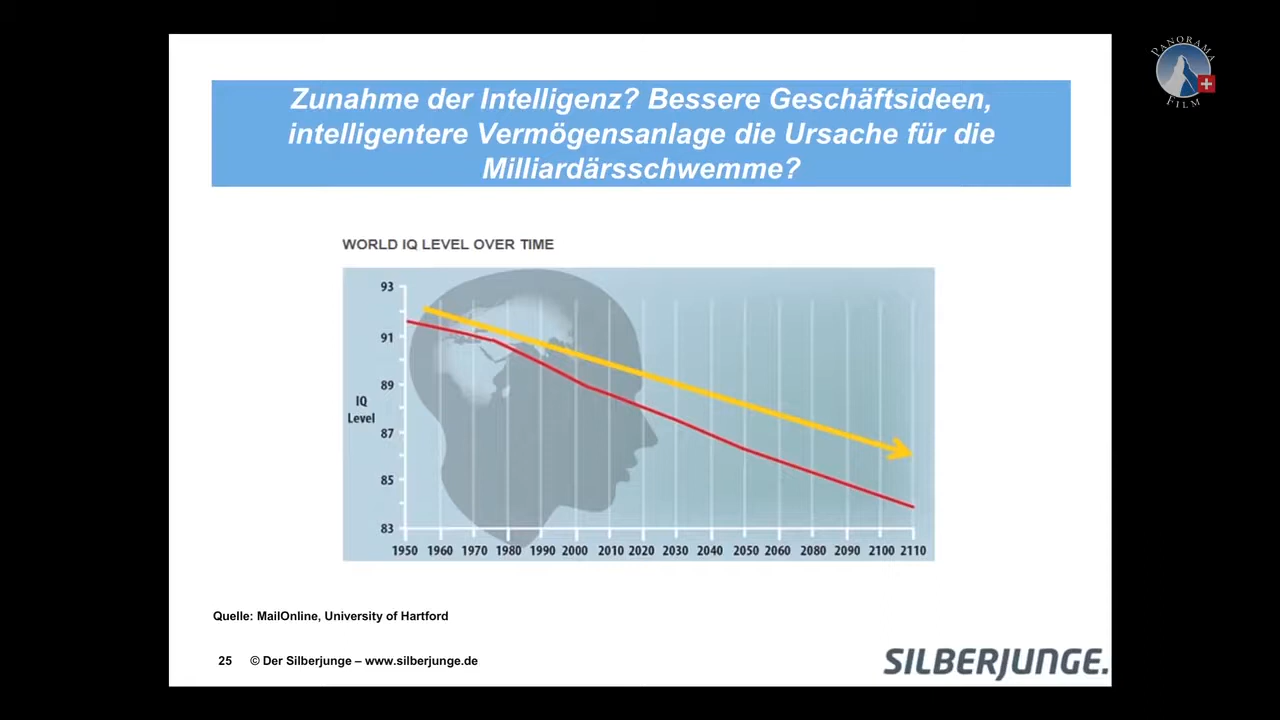 PANORAMA
FILM
Zunahme der Intelligenz? Bessere Geschäftsideen,
intelligentere Vermögensanlage die Ursache für die
Milliardärsschwemme?
WORLD IQ LEVEL OVER TIME
93
91
89
IQ
Level
87
85
83
1950 1960 1970 1980 1990 2000 2010 2020 2030 2040 2050 2060 2080 2090 2100 2110
Quelle: MailOnline, University of Hartford
25 © Der Silberjunge – www.silberjunge.de
SILBERJUNGE.